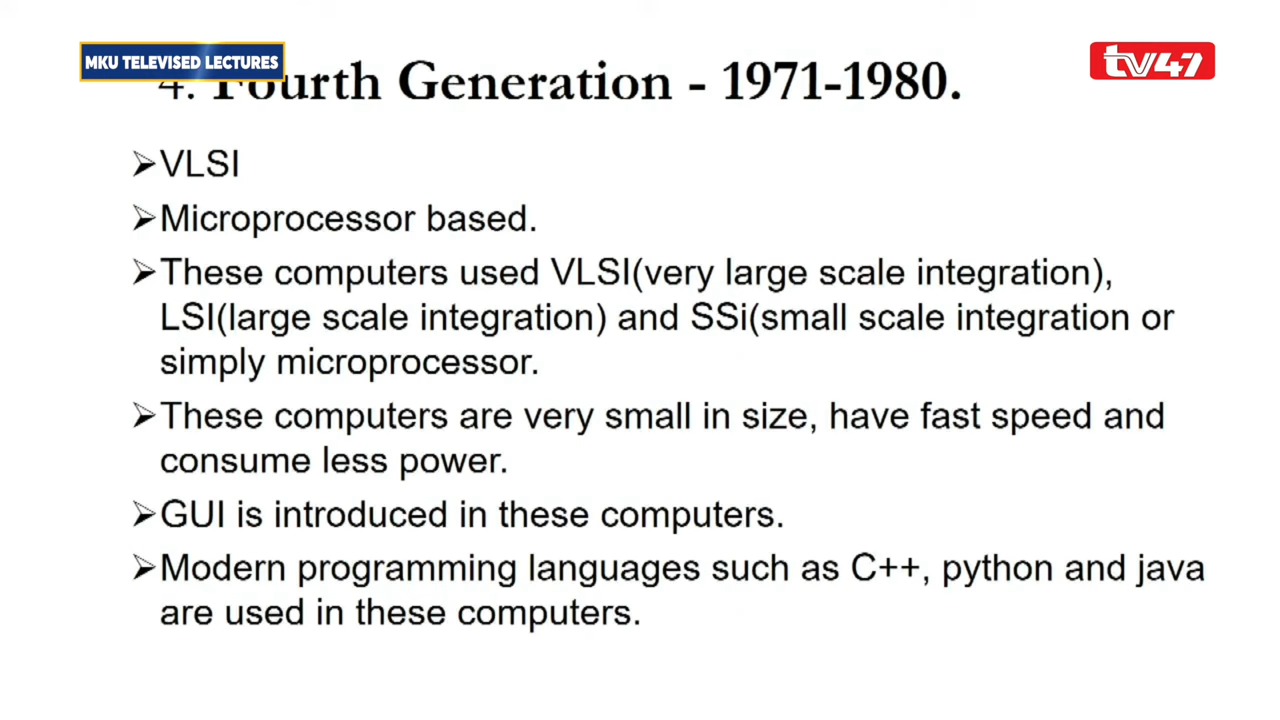 MKU TELEVISED LECTURES
tv47
4. Fourth Generation - 1971-1980.
VLSI
Microprocessor based.
These computers used VLSI(very large scale integration),
LSI(large scale integration) and SSi(small scale integration or
simply microprocessor.
These computers are very small in size, have fast speed and
consume less power.
GUI is introduced in these computers.
Modern programming languages such as C++, python and java
are used in these computers.